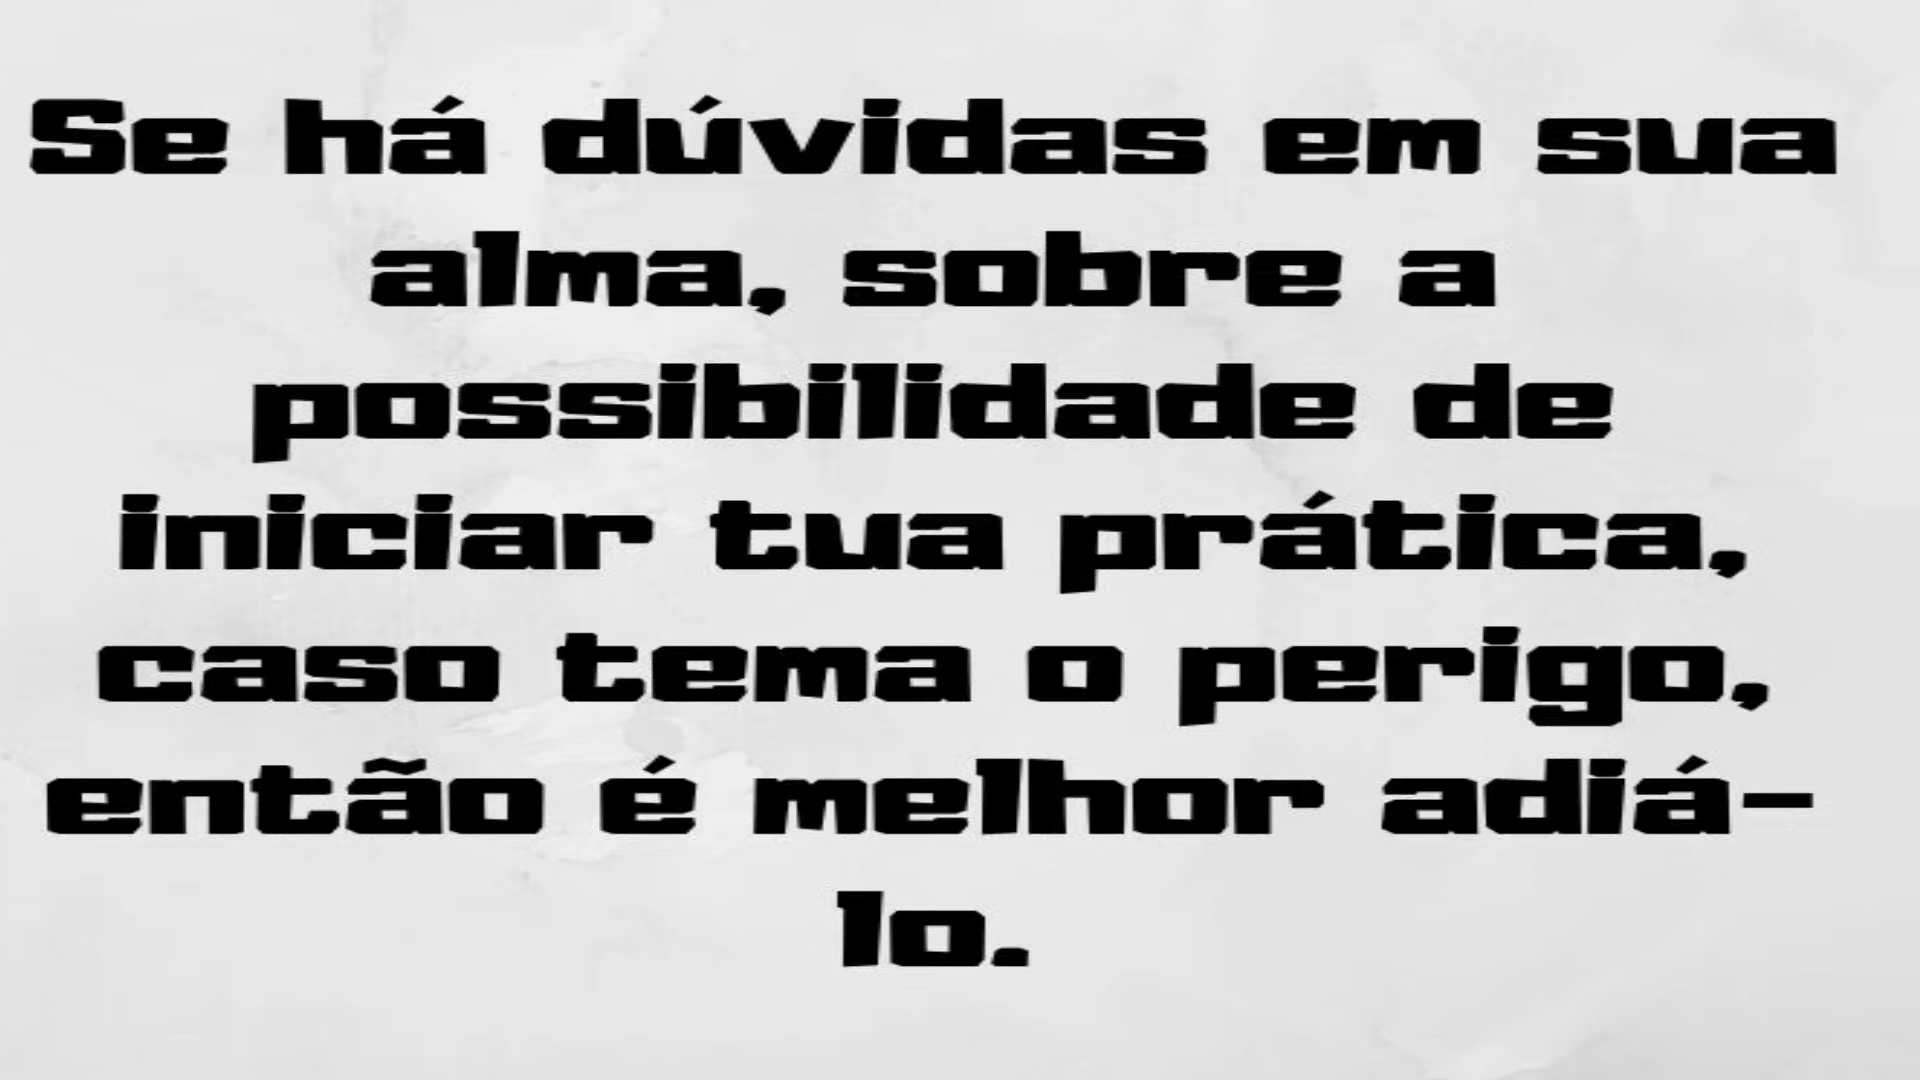 Se há dúvidas em sua
alma, sobre a
possibilidade de
iniciar tua prática,
caso tema o perigo,
então é melhor adiá-
lo.